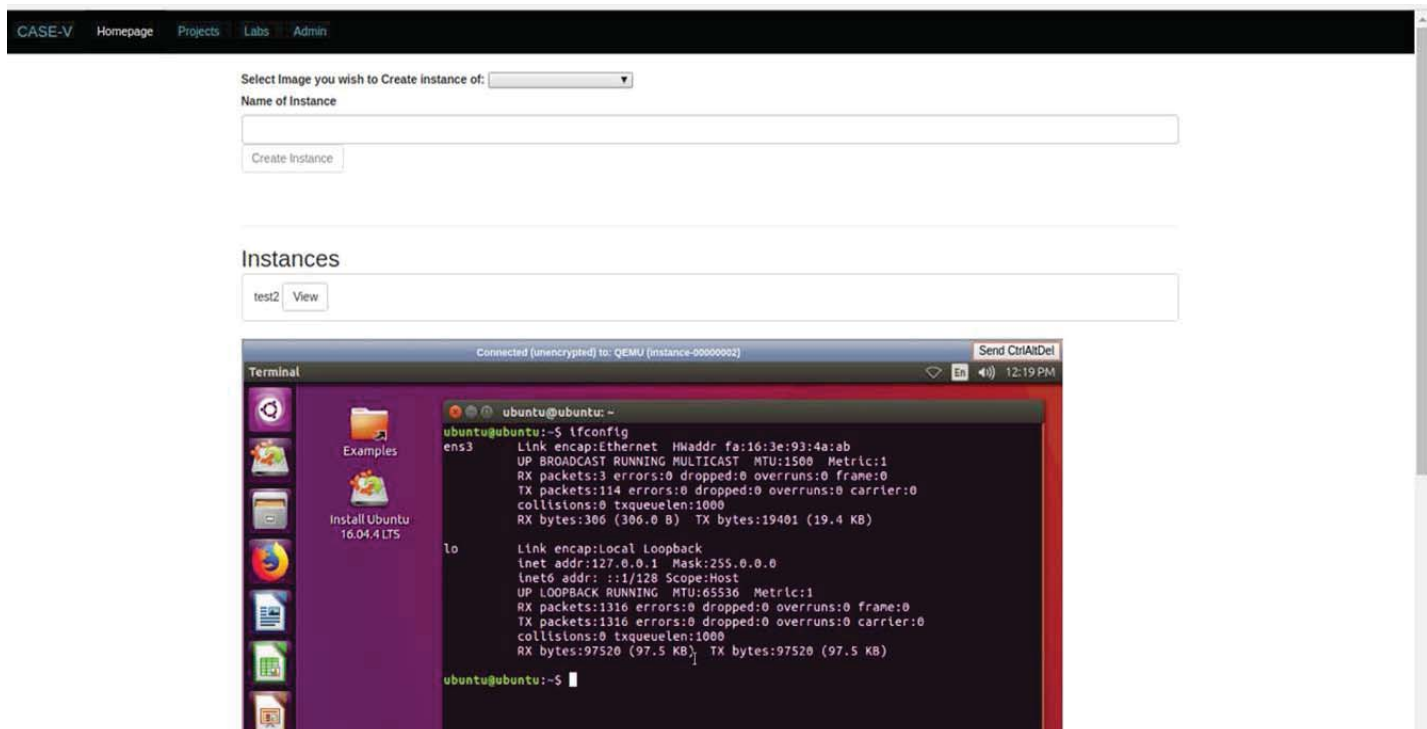 CASE-V Homepage Projects Labs Admin
Select Image you wish to Create instance of:
Name of Instance
Create Instance
Instances
test2 View
Connected (unencrypted) to: QEMU (instance-00000002) Send CtrlAltDel
Terminal En 12:19 PM
ubuntu@ubuntu: ~
Examples
Install Ubuntu
16.04.4 LTS
ubuntu@ubuntu:~$ ifconfig
ens3 Link encap:Ethernet HWaddr fa:16:3e:93:4a:ab
UP BROADCAST RUNNING MULTICAST MTU:1500 Metric:1
RX packets:3 errors:0 dropped:0 overruns:0 frame:0
TX packets:114 errors:0 dropped:0 overruns:0 carrier:0
collisions:0 txqueuelen:1000
RX bytes:306 (306.0 B) TX bytes:19401 (19.4 KB)
lo Link encap:Local Loopback
inet addr:127.0.0.1 Mask:255.0.0.0
inet6 addr: ::1/128 Scope:Host
UP LOOPBACK RUNNING MTU:65536 Metric:1
RX packets:1316 errors:0 dropped:0 overruns:0 frame:0
TX packets:1316 errors:0 dropped:0 overruns:0 carrier:0
collisions:0 txqueuelen:1000
RX bytes:97520 (97.5 KB) TX bytes:97520 (97.5 KB)
ubuntu@ubuntu:~$